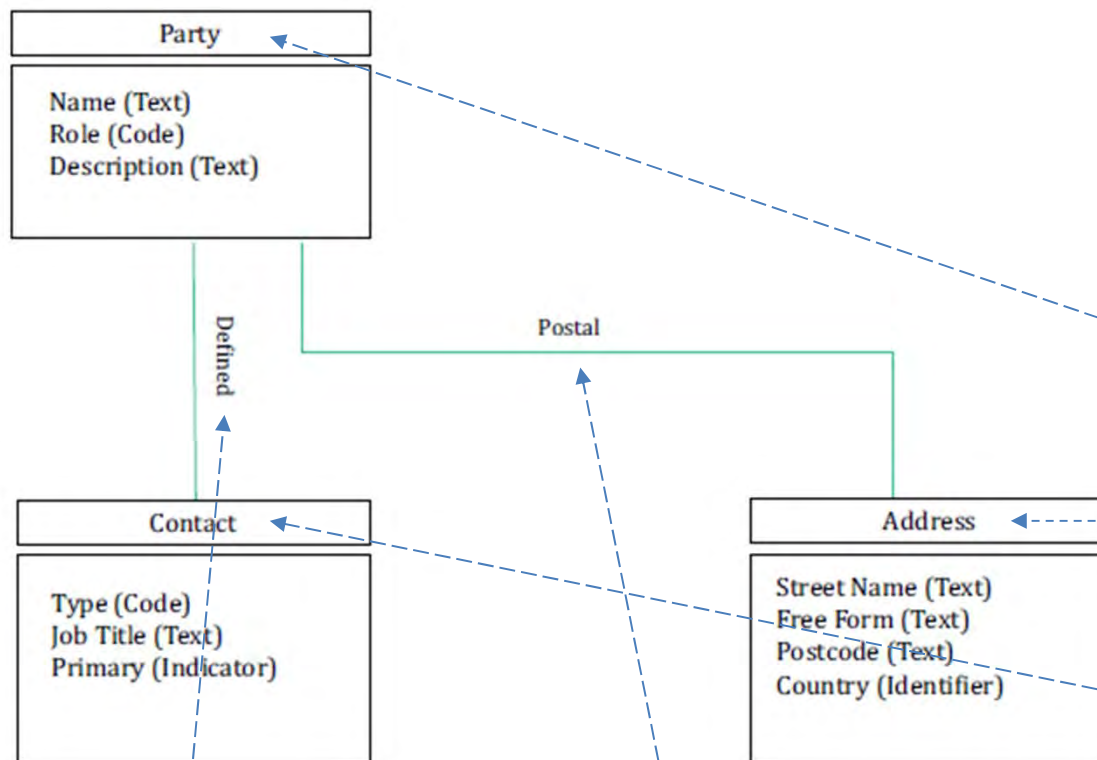 Party
Name (Text)
Role (Code)
Description (Text)
Defined
Postal
Contact
Type (Code)
Job Title (Text)
Primary (Indicator)
Address
Street Name (Text)
Free Form (Text)
Postcode (Text)
Country (Identifier)